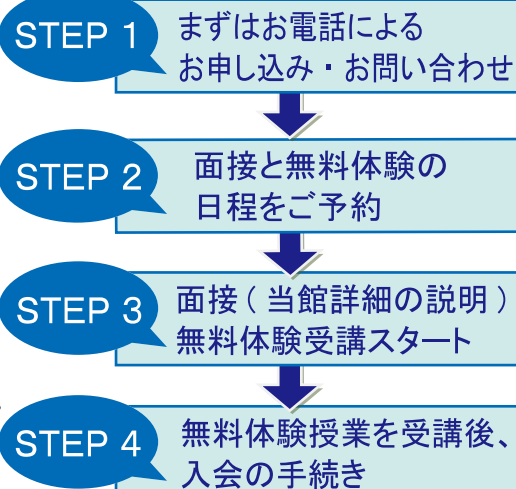 STEP 1
まずはお電話による
お申し込み・お問い合わせ
STEP 2
面接と無料体験の
日程をご予約
STEP 3
面接(当館詳細の説明)
無料体験受講スタート
STEP 4
無料体験授業を受講後、
入会の手続き